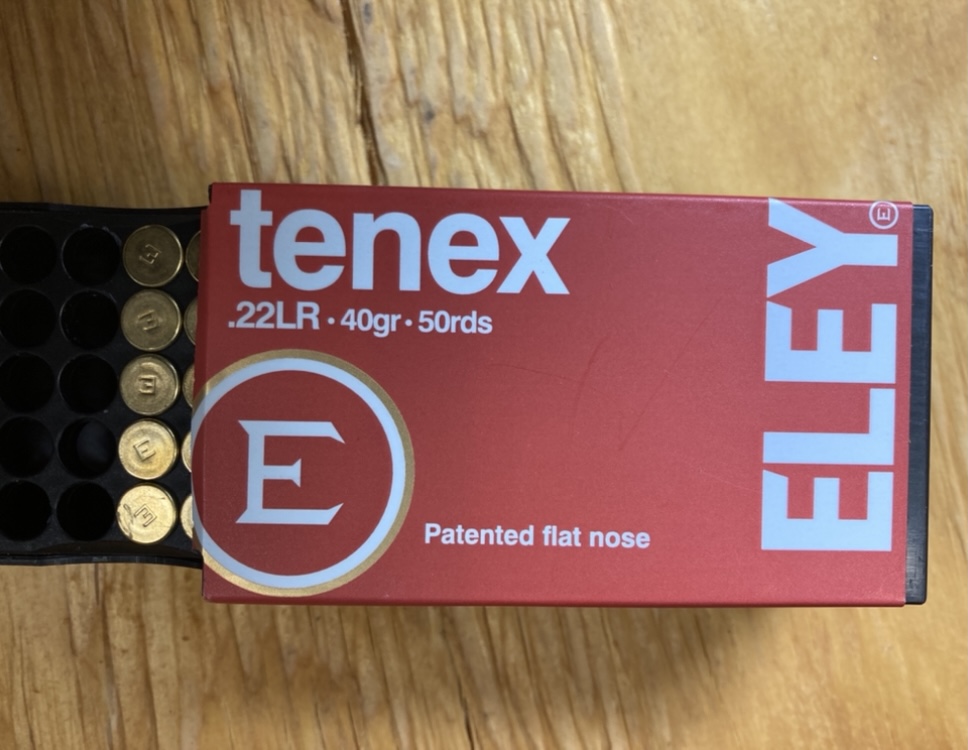 tenex
.22LR · 40gr · 50rds
E
Patented flat nose
ELEY
E
E
E
E
E
E